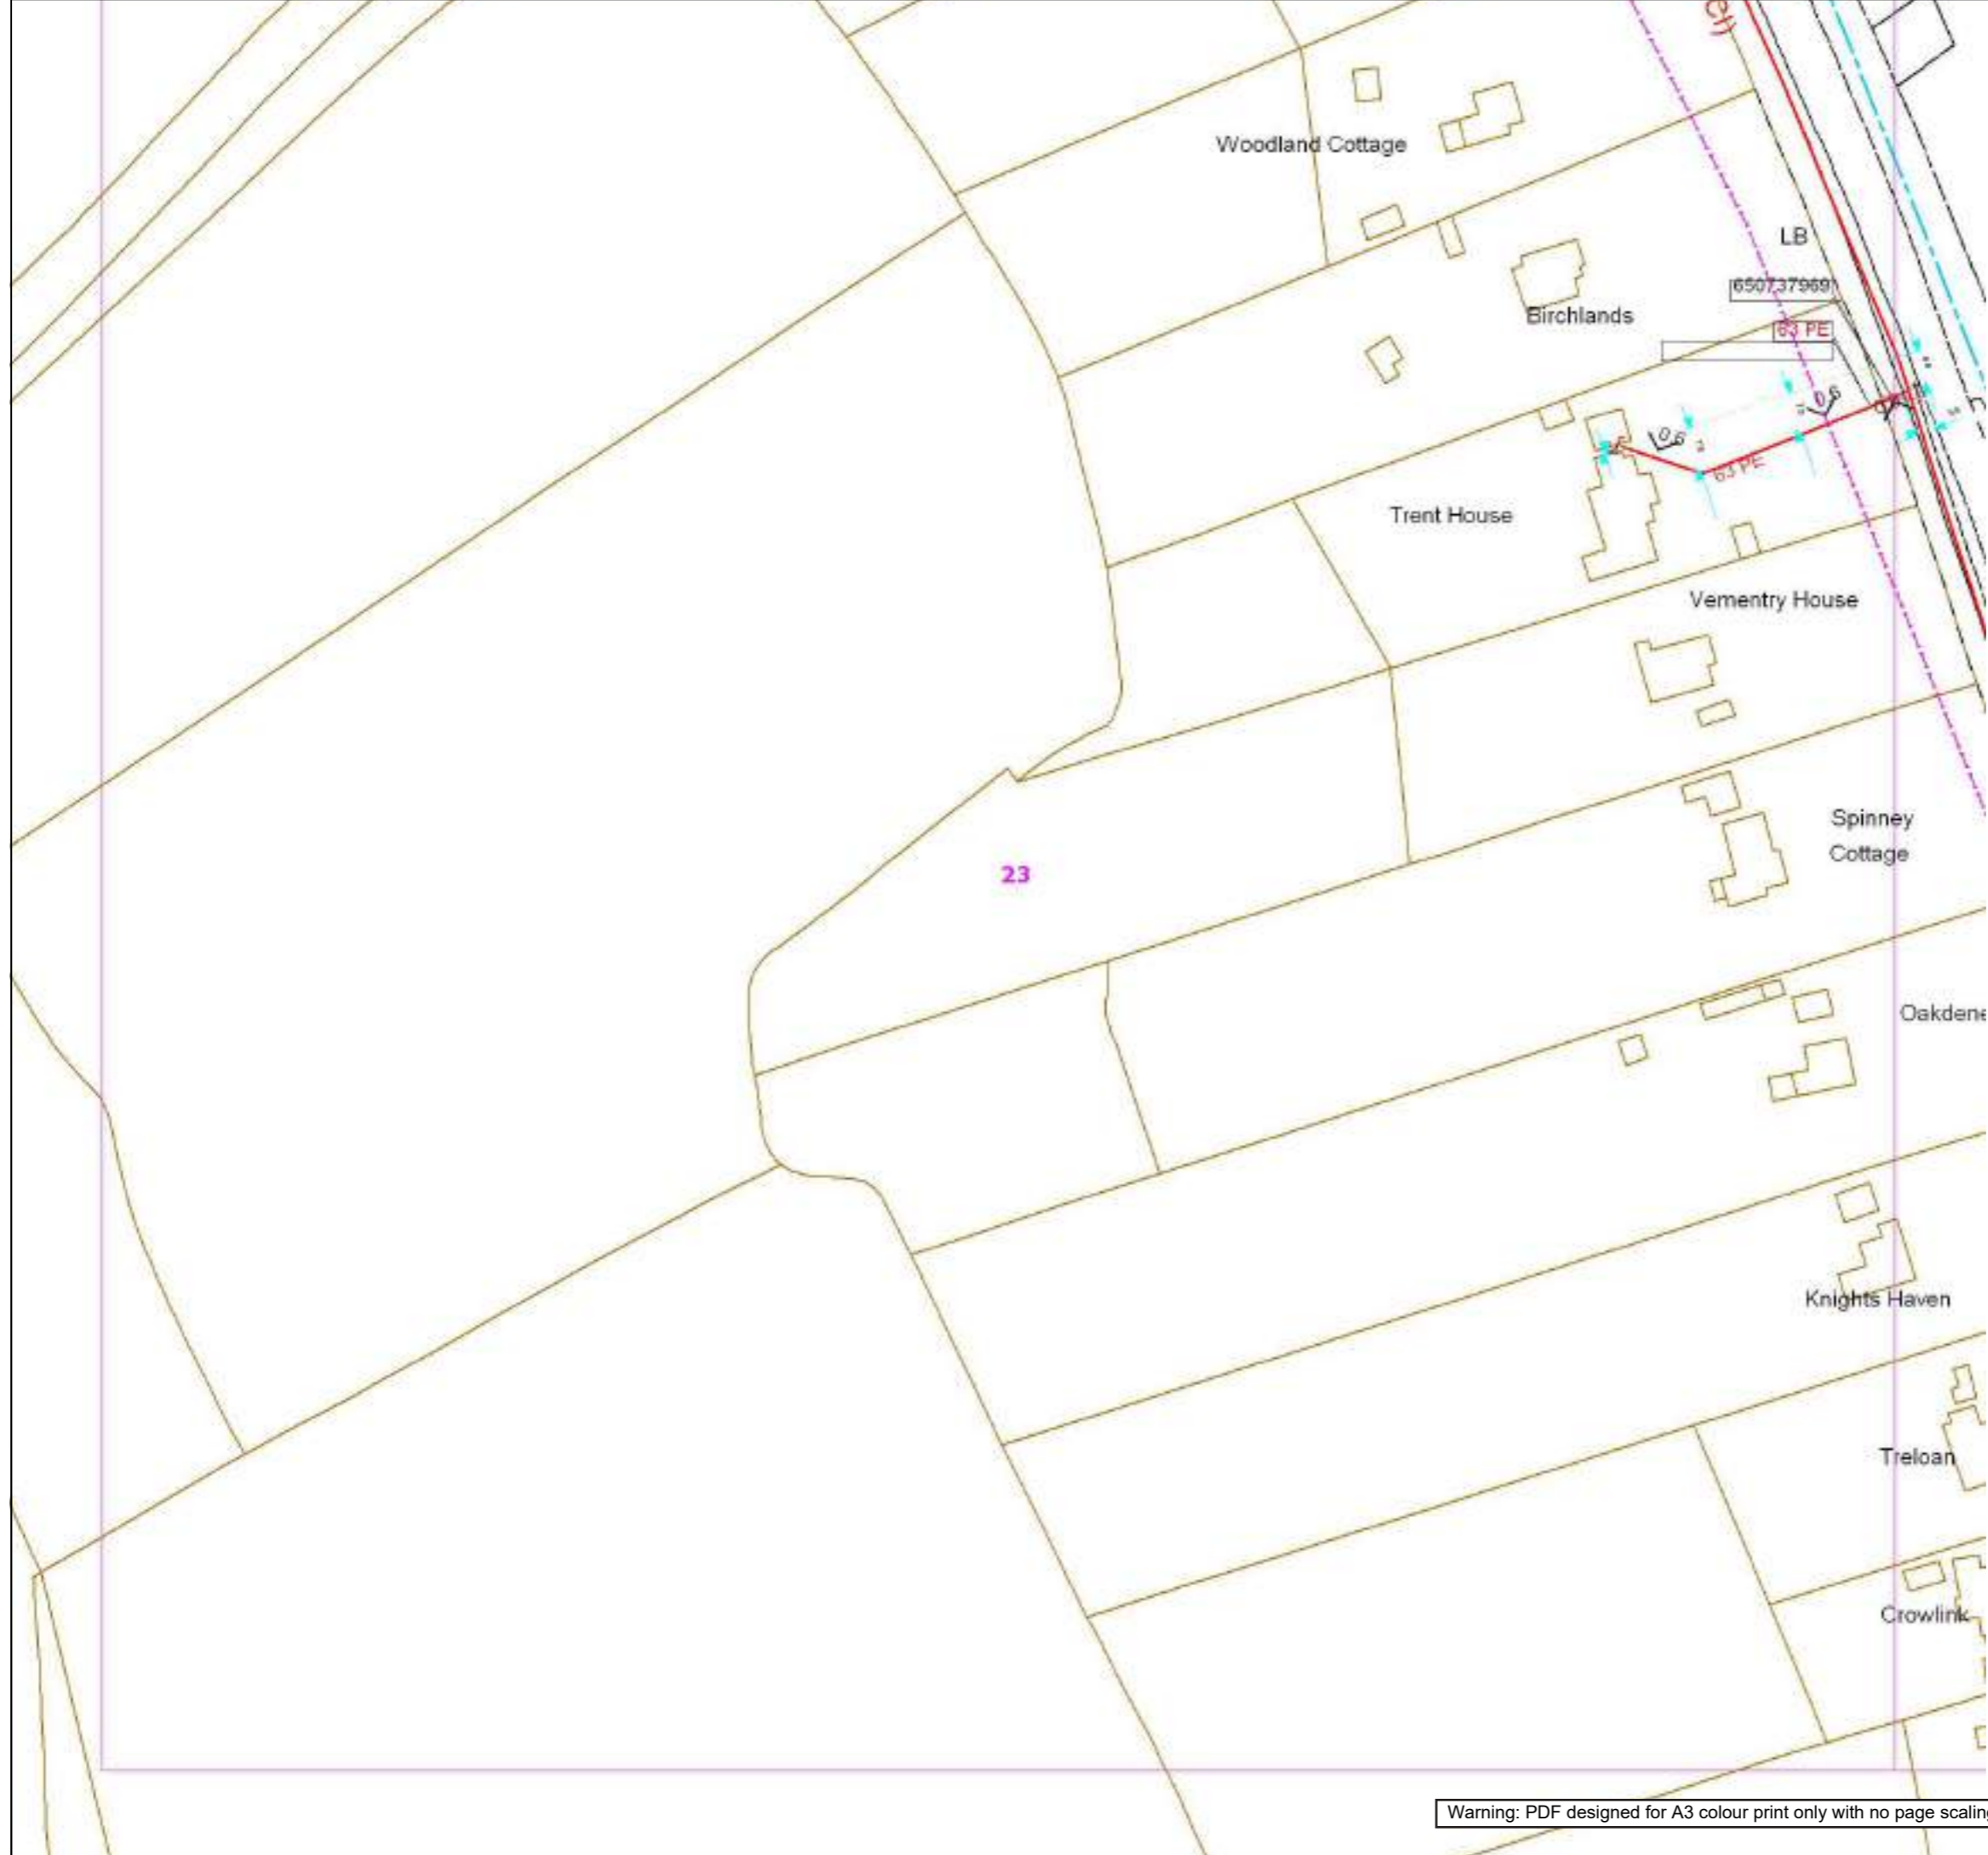 Woodland Cottage
LB
650737969
Birchlands
63 PE
0.6
0.6
63 PE
Trent House
Vementry House
Spinney
Cottage
23
Oakdene
Knights Haven
Treloan
Crowlink
Warning: PDF designed for A3 colour print only with no page scaling